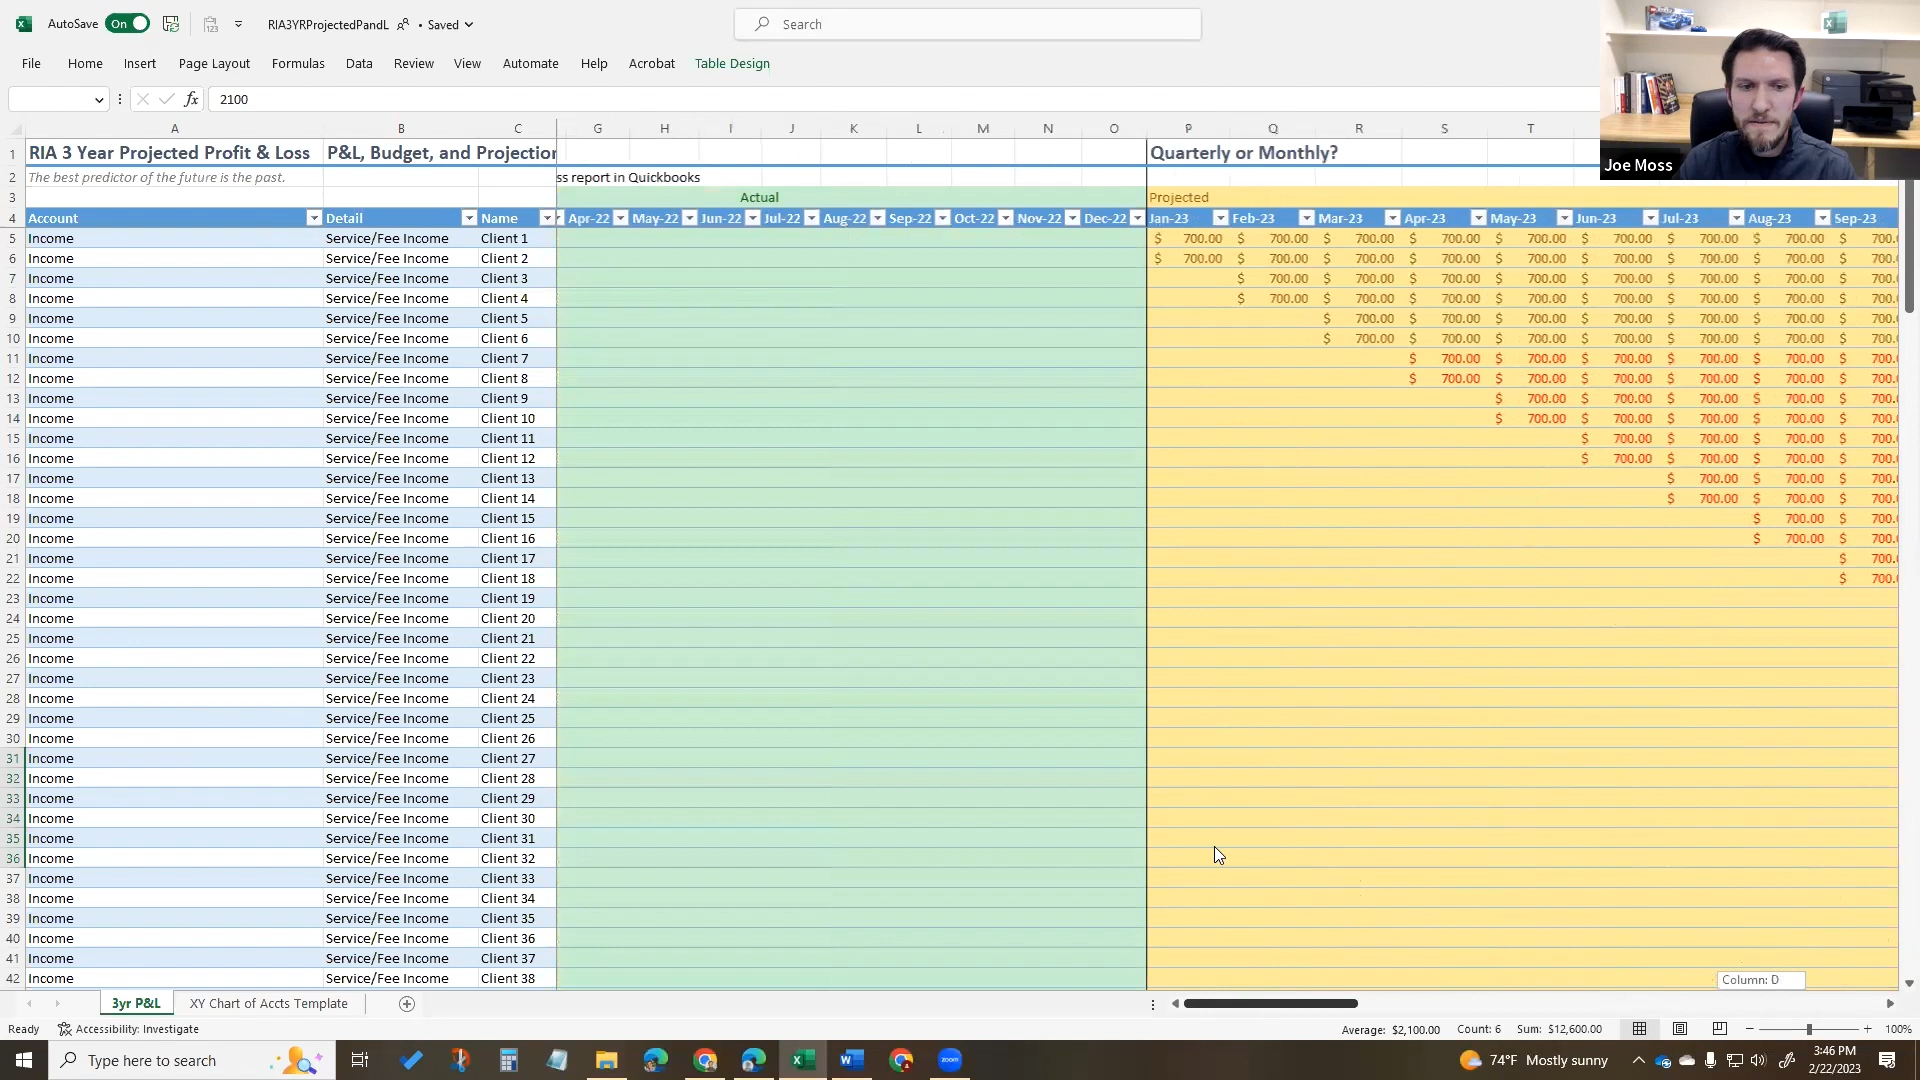 AutoSave On RIA3YRProjectedPandL • Saved Search
File Home Insert Page Layout Formulas Data Review View Automate Help Acrobat Table Design
fx 2100
A B C G H I J K L M N O P Q R S T
1 RIA 3 Year Projected Profit & Loss P&L, Budget, and Projection Quarterly or Monthly?
Joe Moss
2 The best predictor of the future is the past. ss report in Quickbooks
3 Actual Projected
4 Account Detail Name Apr-22 May-22 Jun-22 Jul-22 Aug-22 Sep-22 Oct-22 Nov-22 Dec-22 Jan-23 Feb-23 Mar-23 Apr-23 May-23 Jun-23 Jul-23 Aug-23 Sep-23
5 Income Service/Fee Income Client 1 $ 700.00 $ 700.00 $ 700.00 $ 700.00 $ 700.00 $ 700.00 $ 700.00 $ 700.00 $ 700.
6 Income Service/Fee Income Client 2 $ 700.00 $ 700.00 $ 700.00 $ 700.00 $ 700.00 $ 700.00 $ 700.00 $ 700.00 $ 700.
7 Income Service/Fee Income Client 3 $ 700.00 $ 700.00 $ 700.00 $ 700.00 $ 700.00 $ 700.00 $ 700.00 $ 700.
8 Income Service/Fee Income Client 4 $ 700.00 $ 700.00 $ 700.00 $ 700.00 $ 700.00 $ 700.00 $ 700.00 $ 700.
9 Income Service/Fee Income Client 5 $ 700.00 $ 700.00 $ 700.00 $ 700.00 $ 700.00 $ 700.00 $ 700.
10 Income Service/Fee Income Client 6 $ 700.00 $ 700.00 $ 700.00 $ 700.00 $ 700.00 $ 700.00 $ 700.
11 Income Service/Fee Income Client 7 $ 700.00 $ 700.00 $ 700.00 $ 700.00 $ 700.00 $ 700.
12 Income Service/Fee Income Client 8 $ 700.00 $ 700.00 $ 700.00 $ 700.00 $ 700.00 $ 700.
13 Income Service/Fee Income Client 9 $ 700.00 $ 700.00 $ 700.00 $ 700.00 $ 700.
14 Income Service/Fee Income Client 10 $ 700.00 $ 700.00 $ 700.00 $ 700.00 $ 700.
15 Income Service/Fee Income Client 11 $ 700.00 $ 700.00 $ 700.00 $ 700.
16 Income Service/Fee Income Client 12 $ 700.00 $ 700.00 $ 700.00 $ 700.
17 Income Service/Fee Income Client 13 $ 700.00 $ 700.00 $ 700.
18 Income Service/Fee Income Client 14 $ 700.00 $ 700.00 $ 700.
19 Income Service/Fee Income Client 15 $ 700.00 $ 700.
20 Income Service/Fee Income Client 16 $ 700.00 $ 700.
21 Income Service/Fee Income Client 17 $ 700.
22 Income Service/Fee Income Client 18 $ 700.
23 Income Service/Fee Income Client 19
24 Income Service/Fee Income Client 20
25 Income Service/Fee Income Client 21
26 Income Service/Fee Income Client 22
27 Income Service/Fee Income Client 23
28 Income Service/Fee Income Client 24
29 Income Service/Fee Income Client 25
30 Income Service/Fee Income Client 26
31 Income Service/Fee Income Client 27
32 Income Service/Fee Income Client 28
33 Income Service/Fee Income Client 29
34 Income Service/Fee Income Client 30
35 Income Service/Fee Income Client 31
36 Income Service/Fee Income Client 32
37 Income Service/Fee Income Client 33
38 Income Service/Fee Income Client 34
39 Income Service/Fee Income Client 35
40 Income Service/Fee Income Client 36
41 Income Service/Fee Income Client 37
42 Income Service/Fee Income Client 38
Column: D
3yr P&L XY Chart of Accts Template
Ready Accessibility: Investigate Average: $2,100.00 Count: 6 Sum: $12,600.00 100%
Type here to search zoom 74°F Mostly sunny 3:46 PM
2/22/2023